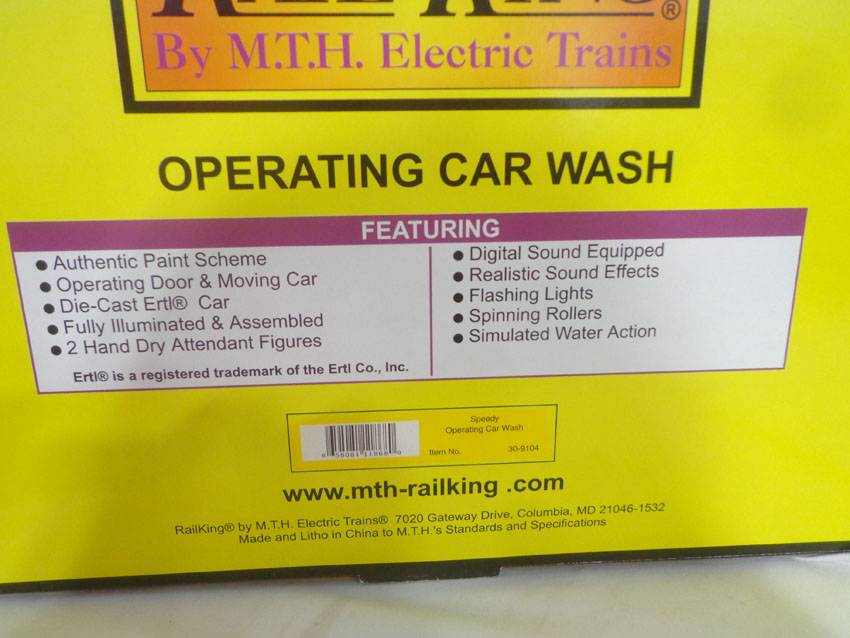 RAIL KING®
By M.T.H. Electric Trains
OPERATING CAR WASH
FEATURING
● Authentic Paint Scheme
● Operating Door & Moving Car
● Die-Cast Ertl® Car
● Fully Illuminated & Assembled
● 2 Hand Dry Attendant Figures
Ertl® is a registered trademark of the Ertl Co., Inc.
● Digital Sound Equipped
● Realistic Sound Effects
● Flashing Lights
● Spinning Rollers
● Simulated Water Action
Speedy
Operating Car Wash
Item No. 30-9104
www.mth-railking .com
RailKing® by M.T.H. Electric Trains® 7020 Gateway Drive, Columbia, MD 21046-1532
Made and Litho in China to M.T.H.'s Standards and Specifications